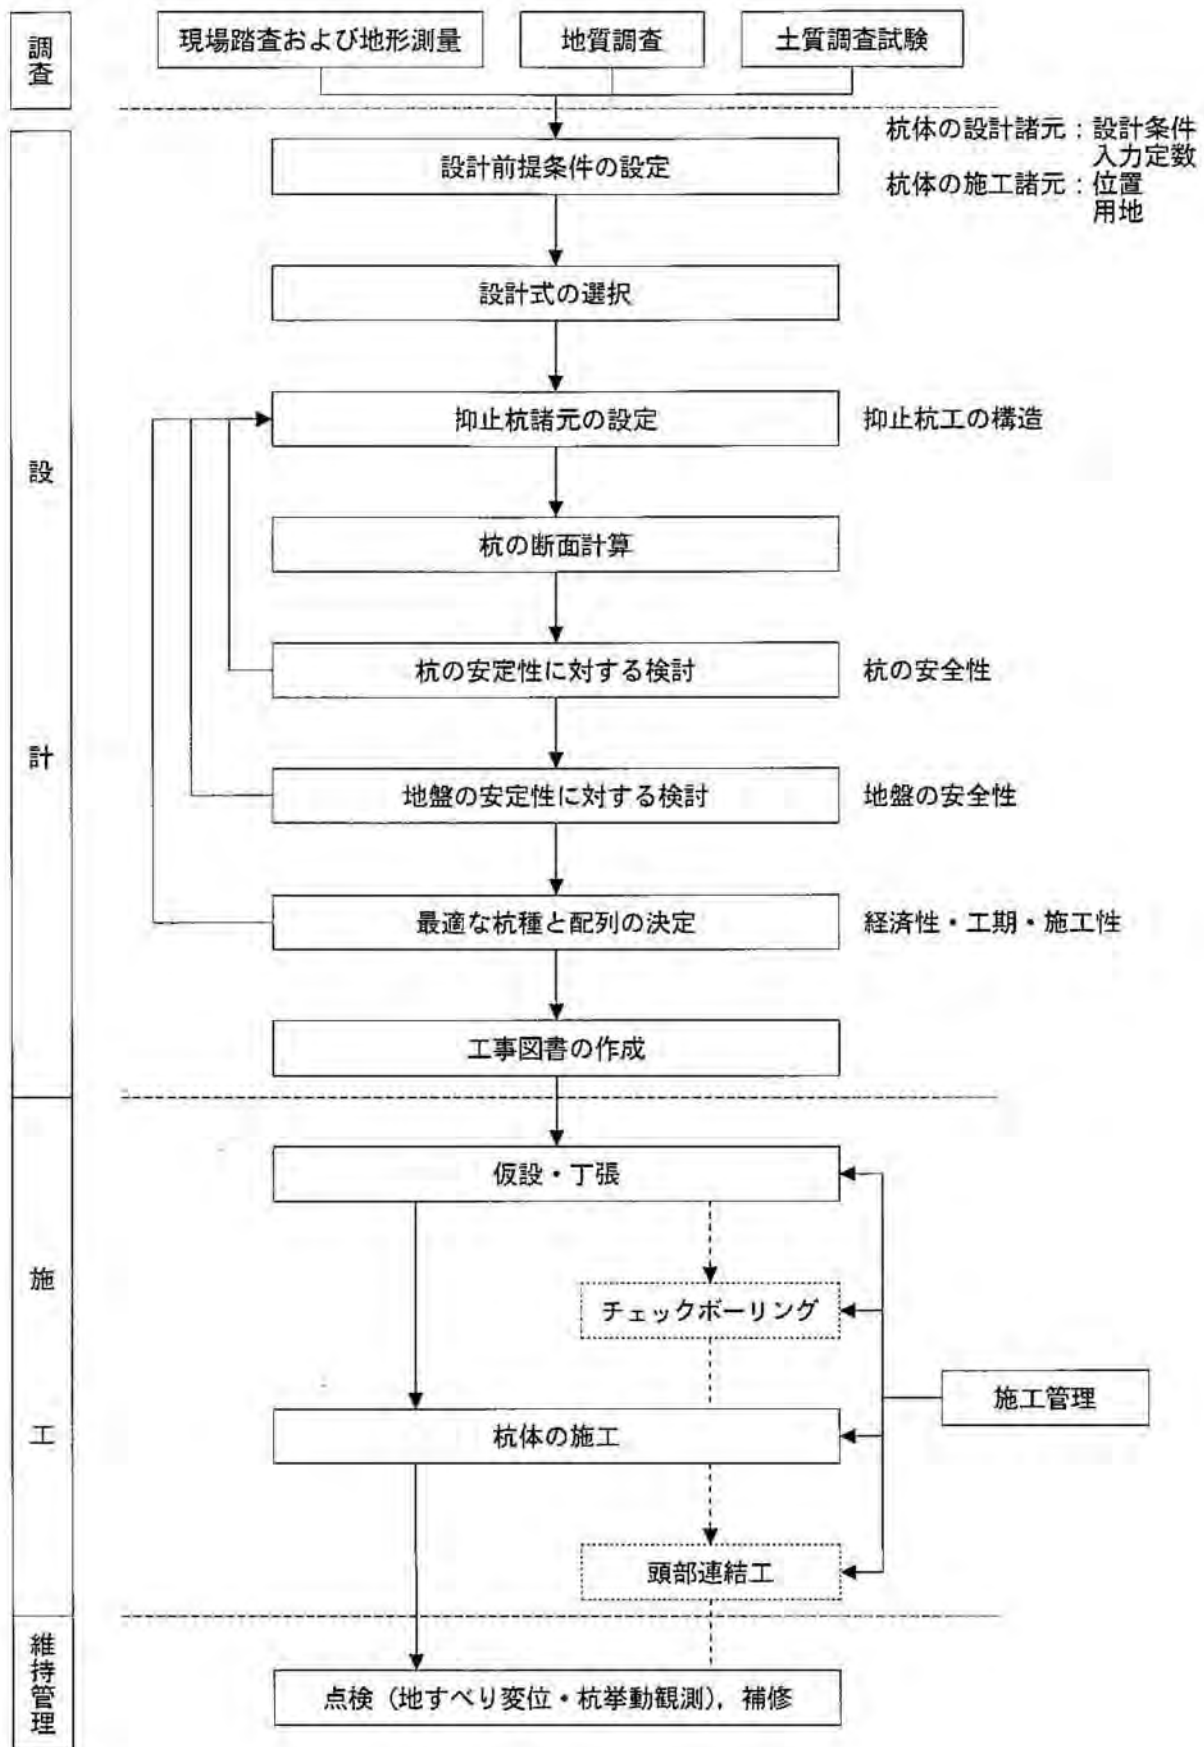 調査
現場踏査および地形測量
地質調査
土質調査試験
設計
設計前提条件の設定
杭体の設計諸元：設計条件
入力定数
杭体の施工諸元：位置
用地
設計式の選択
抑止杭諸元の設定
抑止杭工の構造
杭の断面計算
杭の安定性に対する検討
杭の安全性
地盤の安定性に対する検討
地盤の安全性
最適な杭種と配列の決定
経済性・工期・施工性
工事図書の作成
施工
仮設・丁張
チェックボーリング
施工管理
杭体の施工
頭部連結工
維持管理
点検（地すべり変位・杭挙動観測），補修